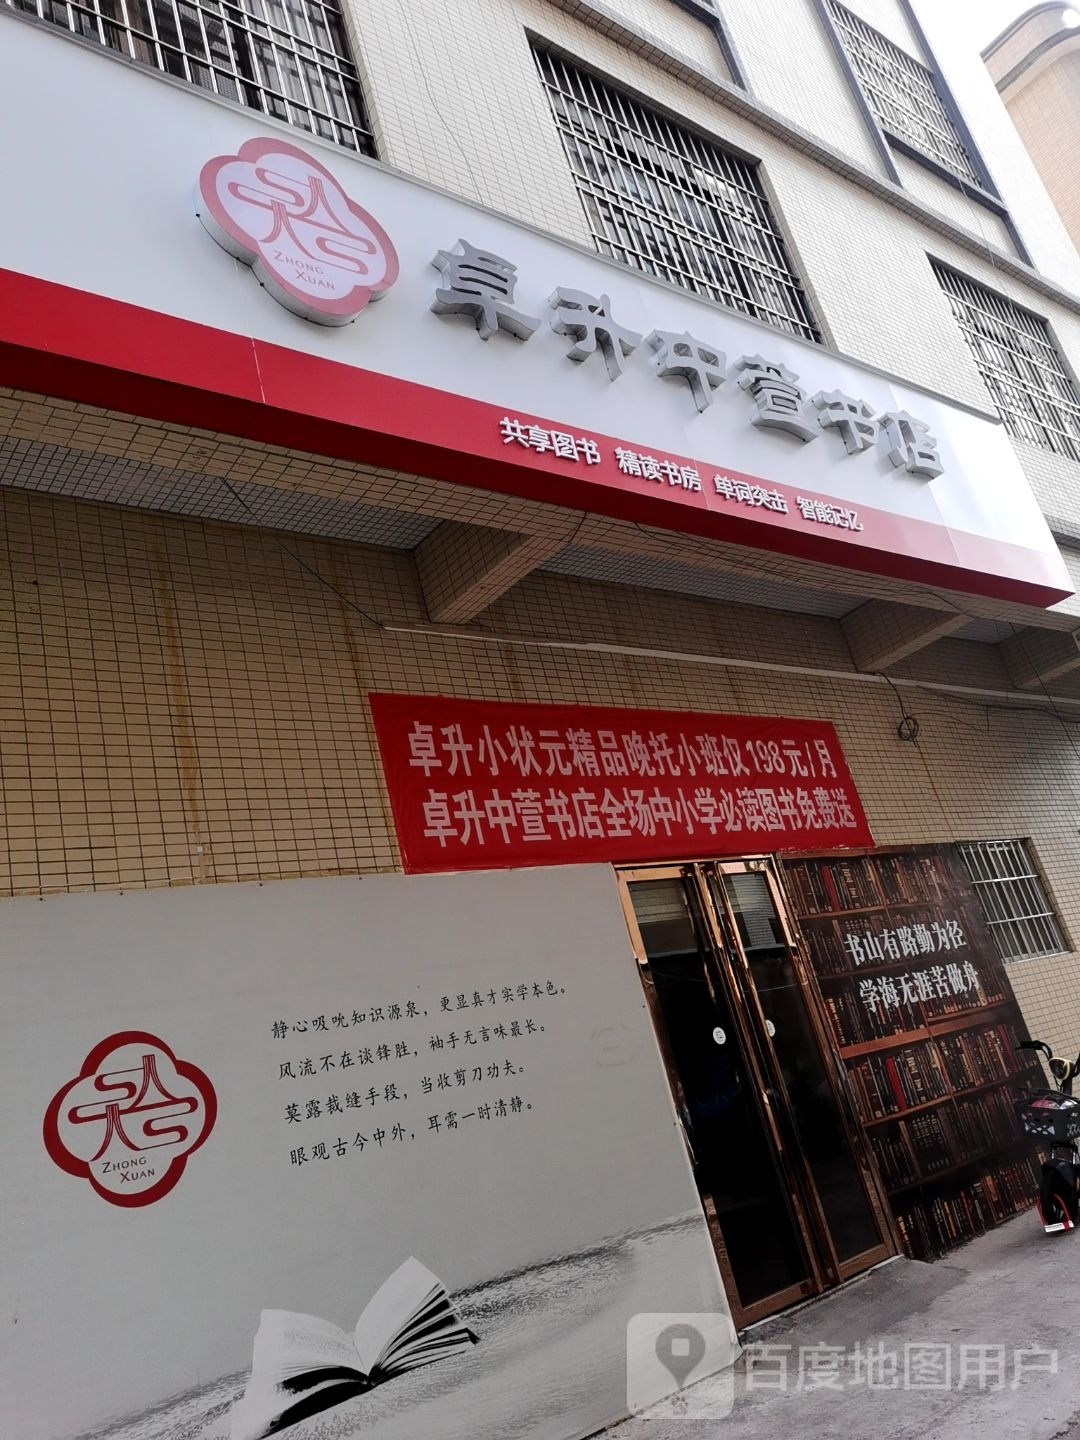 ZHONG
XUAN
卓升中萱书店
共享图书 精读书房 单词突击 智能记忆
卓升小状元精品晚托小班仅198元/月
卓升中萱书店全场中小学必读图书免费送
书山有路勤为径
学海无涯苦做舟
静心吸吮知识源泉，更显真才实学本色。
风流不在谈锋胜，袖手无言味最长。
莫露裁缝手段，当收剪刀功夫。
眼观古今中外，耳需一时清静。
ZHONG
XUAN
百度地图用户